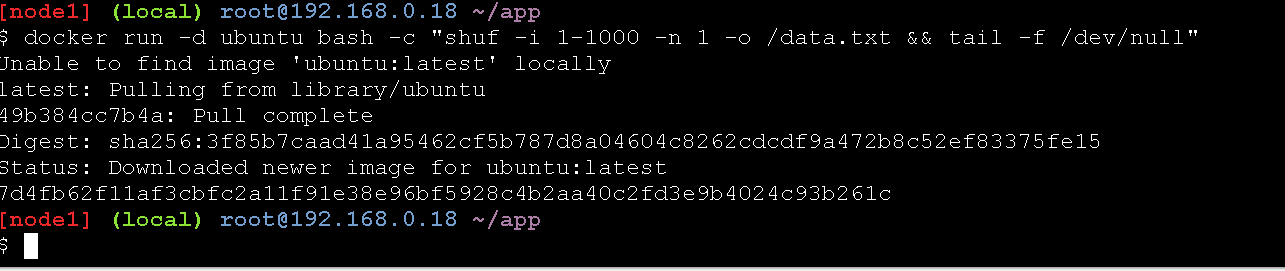 [node1] (local) root@192.168.0.18 ~/app
$ docker run -d ubuntu bash -c "shuf -i 1-1000 -n 1 -o /data.txt && tail -f /dev/null"
Unable to find image 'ubuntu:latest' locally
latest: Pulling from library/ubuntu
49b384cc7b4a: Pull complete
Digest: sha256:3f85b7caad41a95462cf5b787d8a04604c8262cdcdf9a472b8c52ef83375fe15
Status: Downloaded newer image for ubuntu:latest
7d4fb62f11af3cbfc2a11f91e38e96bf5928c4b2aa40c2fd3e9b4024c93b261c
[node1] (local) root@192.168.0.18 ~/app
$